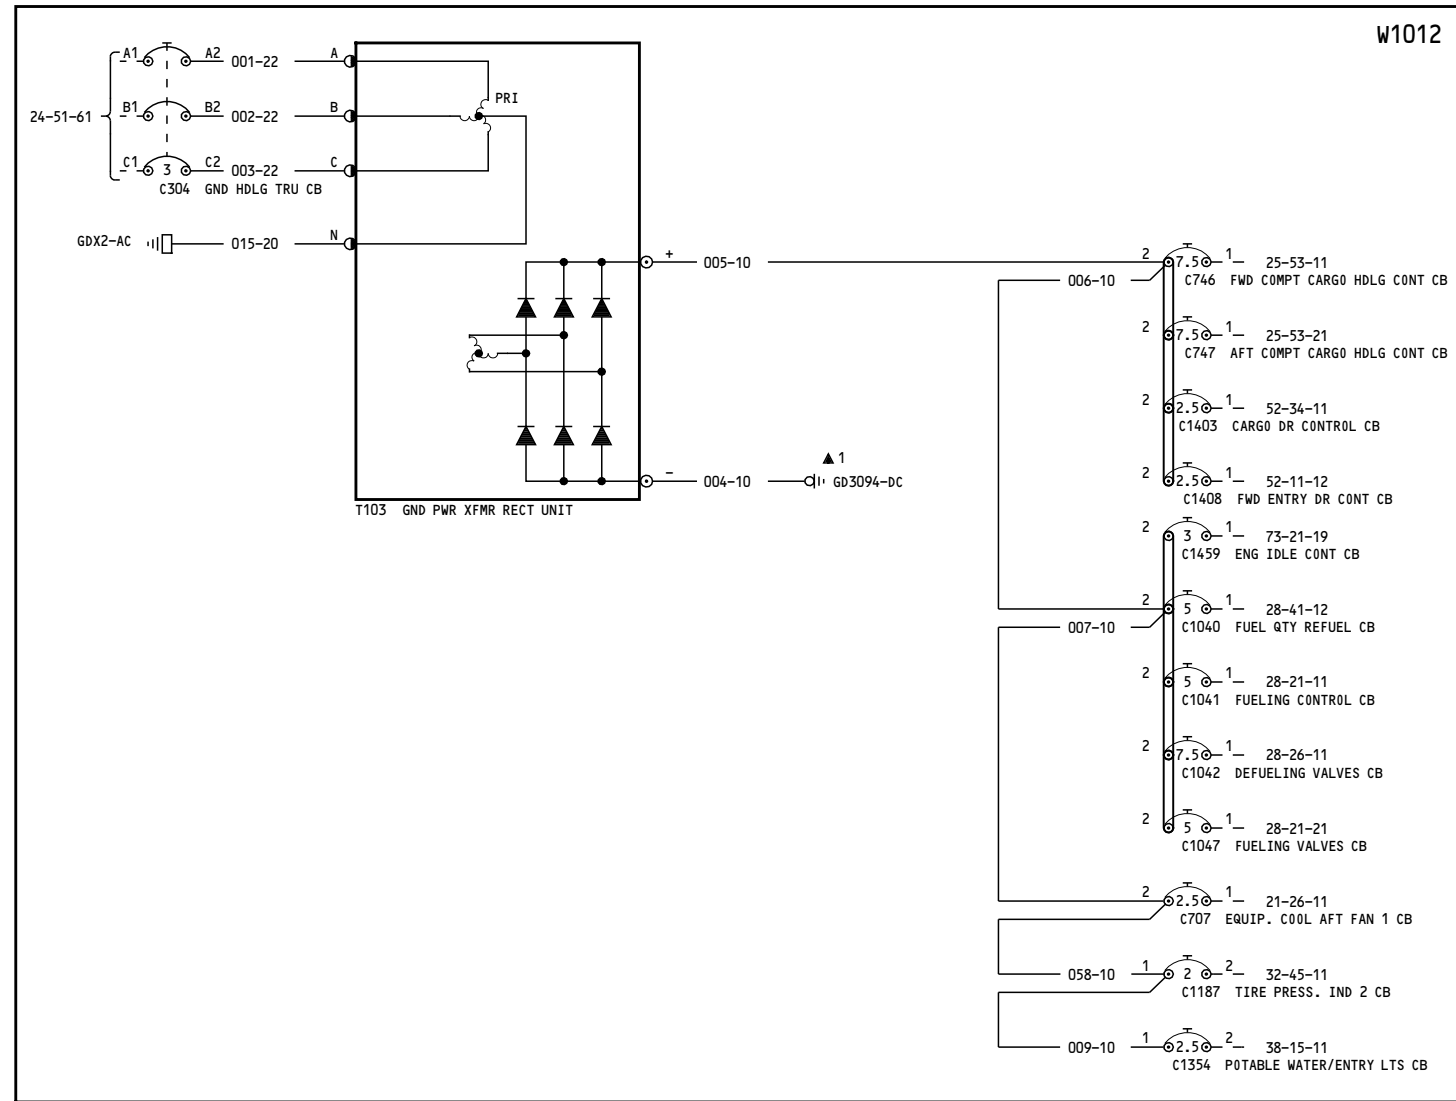 W1012
A1 A2 001-22 A
24-51-61 B1 B2 002-22 B PRI
C1 3 C2 003-22 C
C304 GND HDLG TRU CB
GDX2-AC 015-20 N
+ 005-10 2 7.5 1 25-53-11
006-10 C746 FWD COMPT CARGO HDLG CONT CB
2 7.5 1 25-53-21
C747 AFT COMPT CARGO HDLG CONT CB
2 2.5 1 52-34-11
C1403 CARGO DR CONTROL CB
1
- 004-10 GD3094-DC 2 2.5 1 52-11-12
C1408 FWD ENTRY DR CONT CB
T103 GND PWR XFMR RECT UNIT
2 3 1 73-21-19
C1459 ENG IDLE CONT CB
2 5 1 28-41-12
007-10 C1040 FUEL QTY REFUEL CB
2 5 1 28-21-11
C1041 FUELING CONTROL CB
2 7.5 1 28-26-11
C1042 DEFUELING VALVES CB
2 5 1 28-21-21
C1047 FUELING VALVES CB
2 2.5 1 21-26-11
C707 EQUIP. COOL AFT FAN 1 CB
058-10 1 2 2 32-45-11
C1187 TIRE PRESS. IND 2 CB
009-10 1 2.5 2 38-15-11
C1354 POTABLE WATER/ENTRY LTS CB